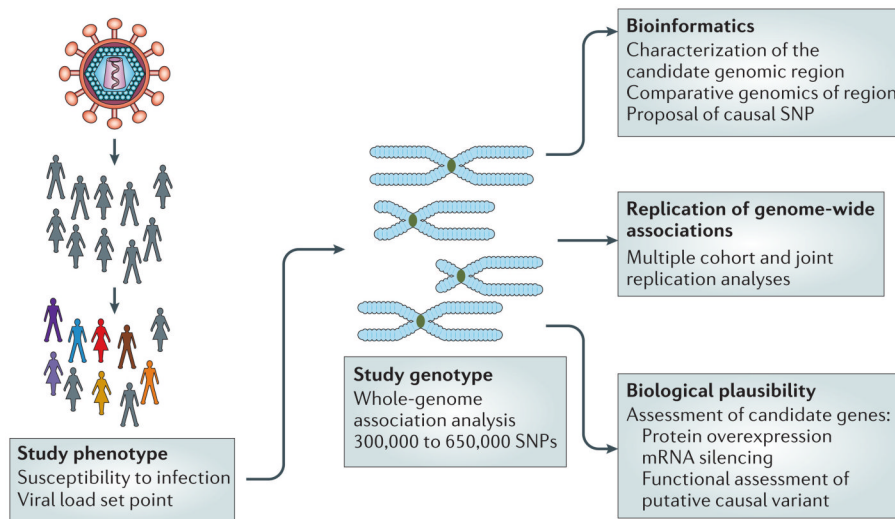 Study phenotype
Susceptibility to infection
Viral load set point
Study genotype
Whole-genome
association analysis
300,000 to 650,000 SNPs
Bioinformatics
Characterization of the
candidate genomic region
Comparative genomics of region
Proposal of causal SNP
Replication of genome-wide
associations
Multiple cohort and joint
replication analyses
Biological plausibility
Assessment of candidate genes:
Protein overexpression
mRNA silencing
Functional assessment of
putative causal variant